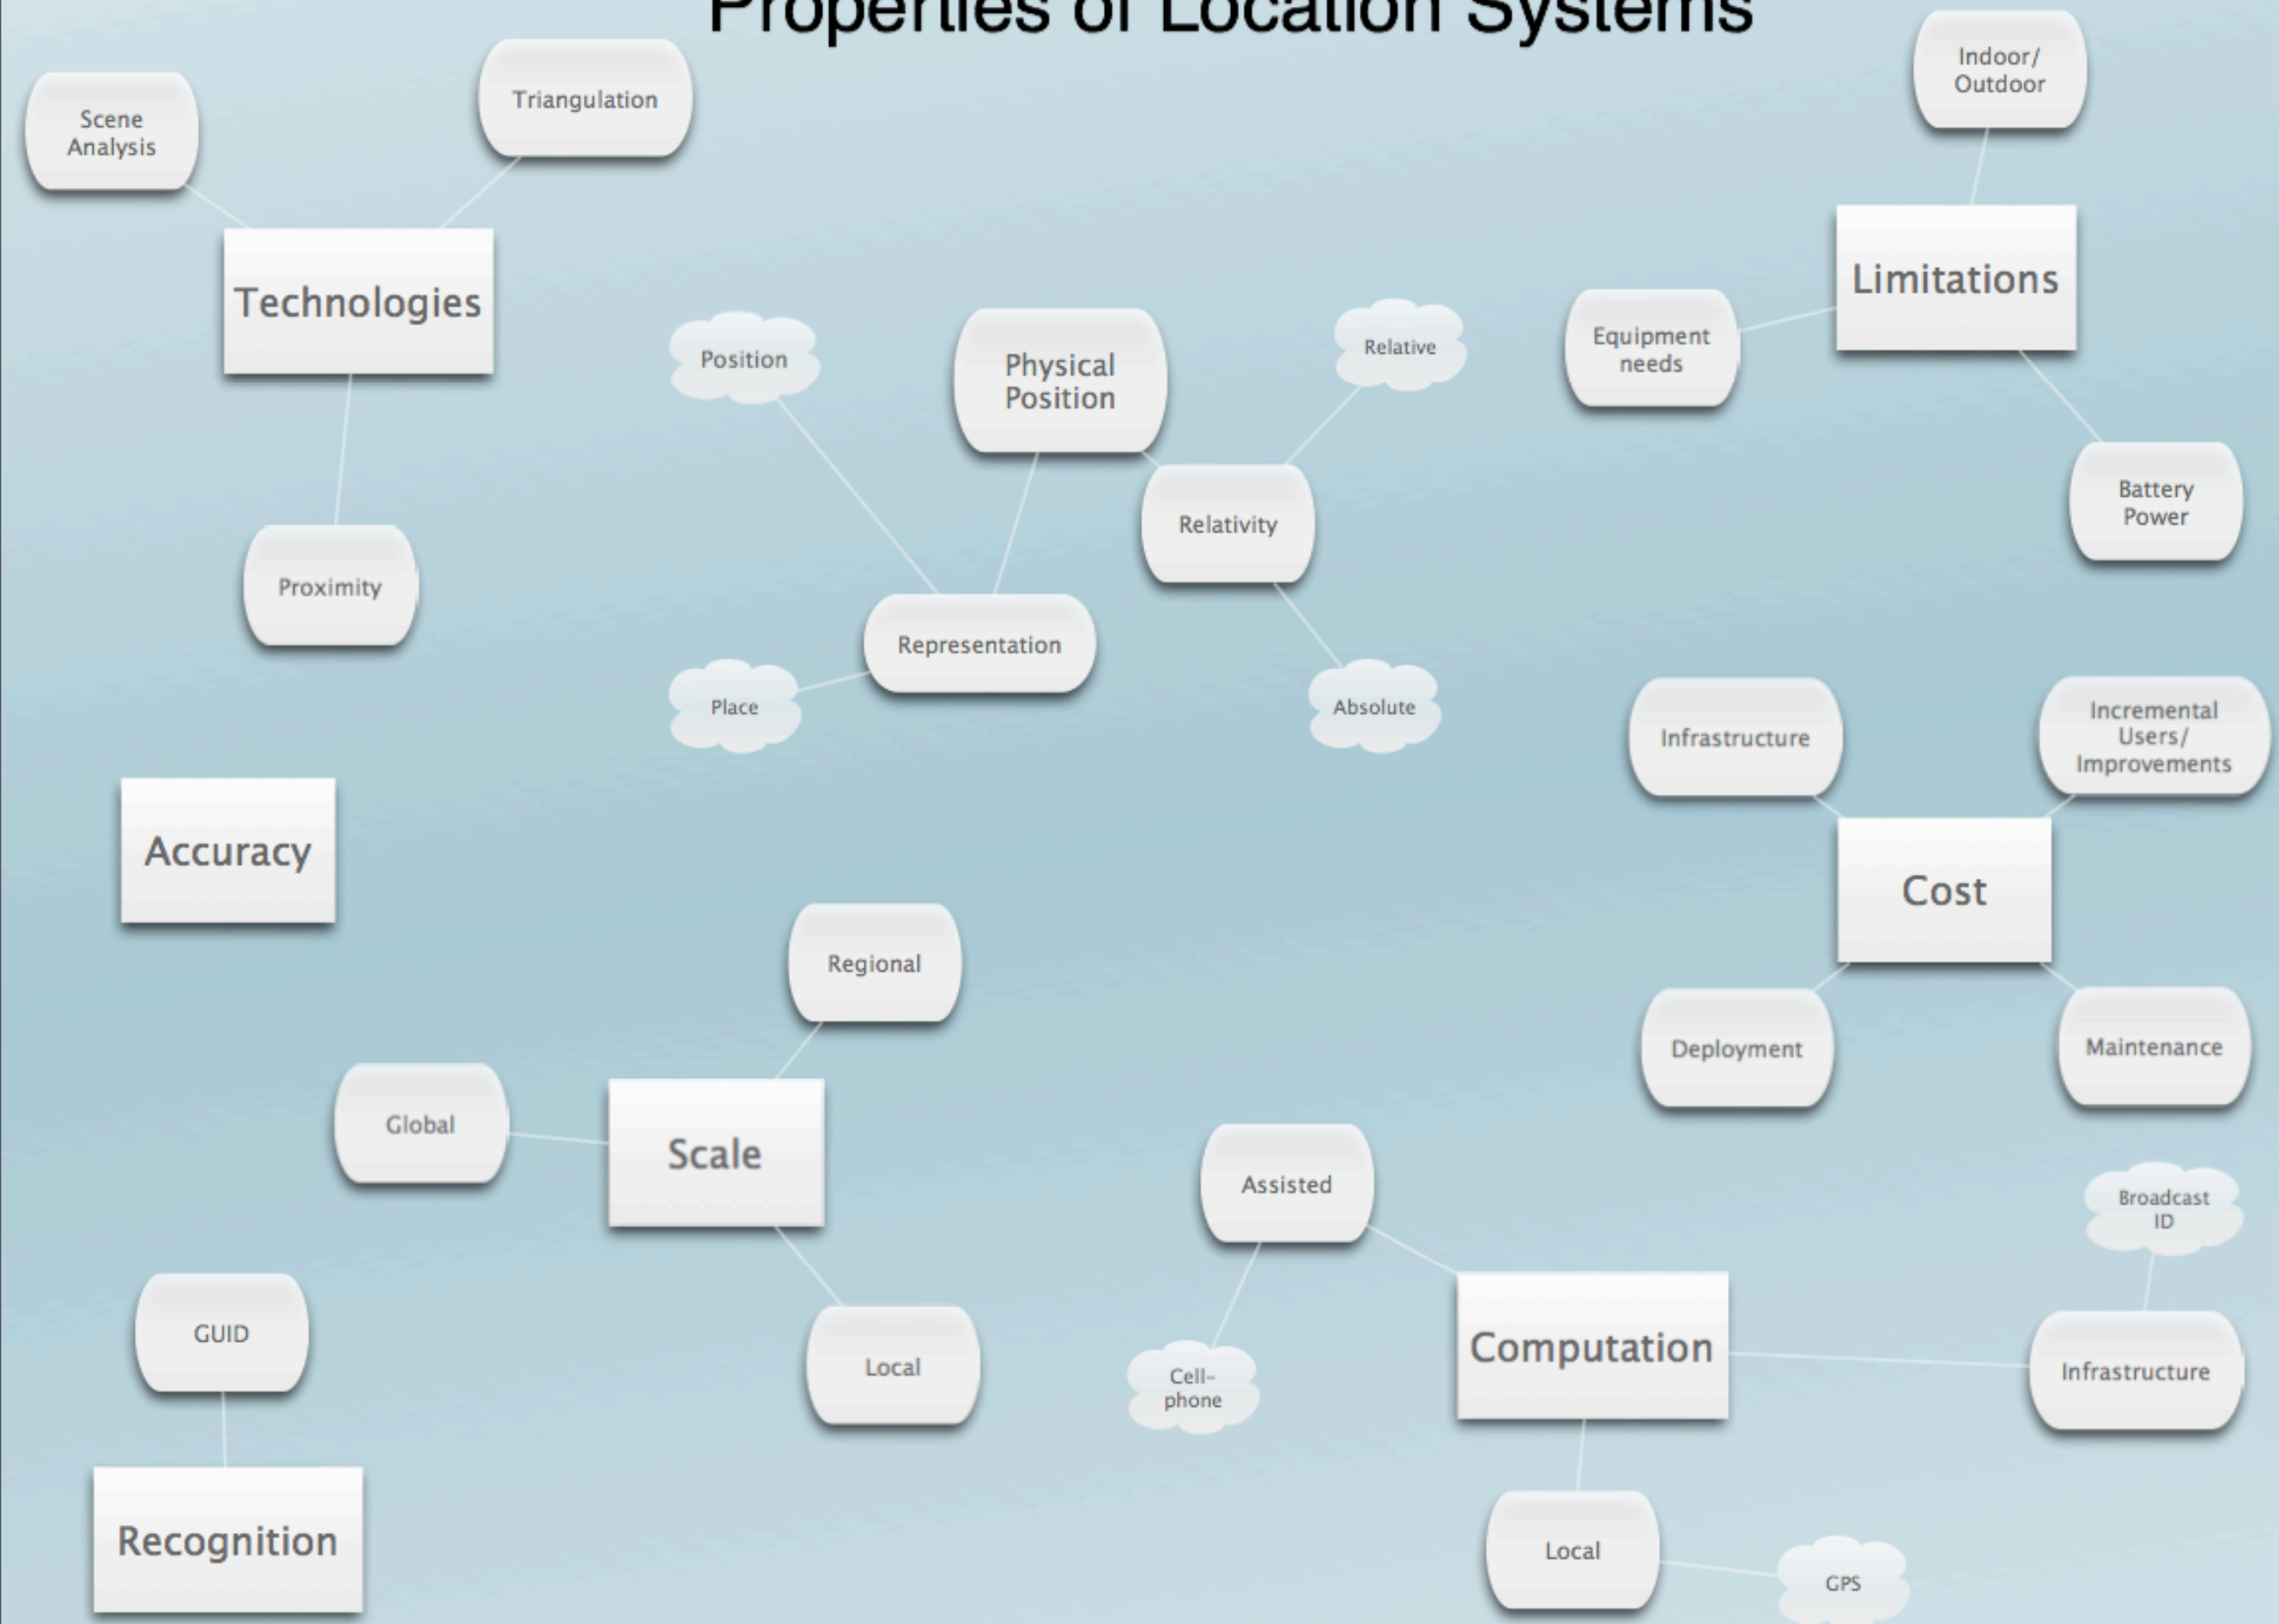 Properties of Location Systems
Scene
Analysis
Triangulation
Technologies
Proximity
Position
Physical
Position
Relative
Relativity
Representation
Place
Absolute
Indoor/
Outdoor
Limitations
Equipment
needs
Battery
Power
Accuracy
Infrastructure
Incremental
Users/
Improvements
Cost
Deployment
Maintenance
Regional
Global
Scale
Local
GUID
Recognition
Assisted
Cell-
phone
Computation
Broadcast
ID
Infrastructure
Local
GPS